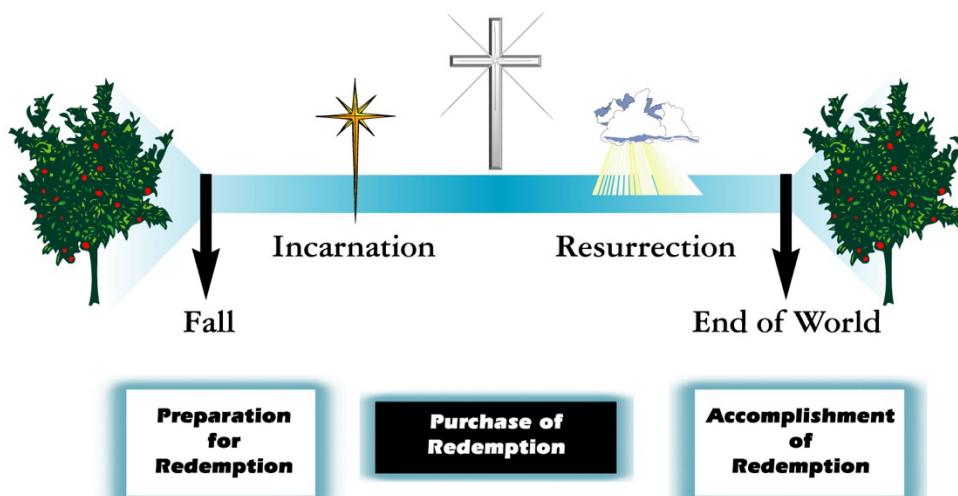 Incarnation
Resurrection
Fall
End of World
Preparation
for
Redemption
Purchase of
Redemption
Accomplishment
of
Redemption